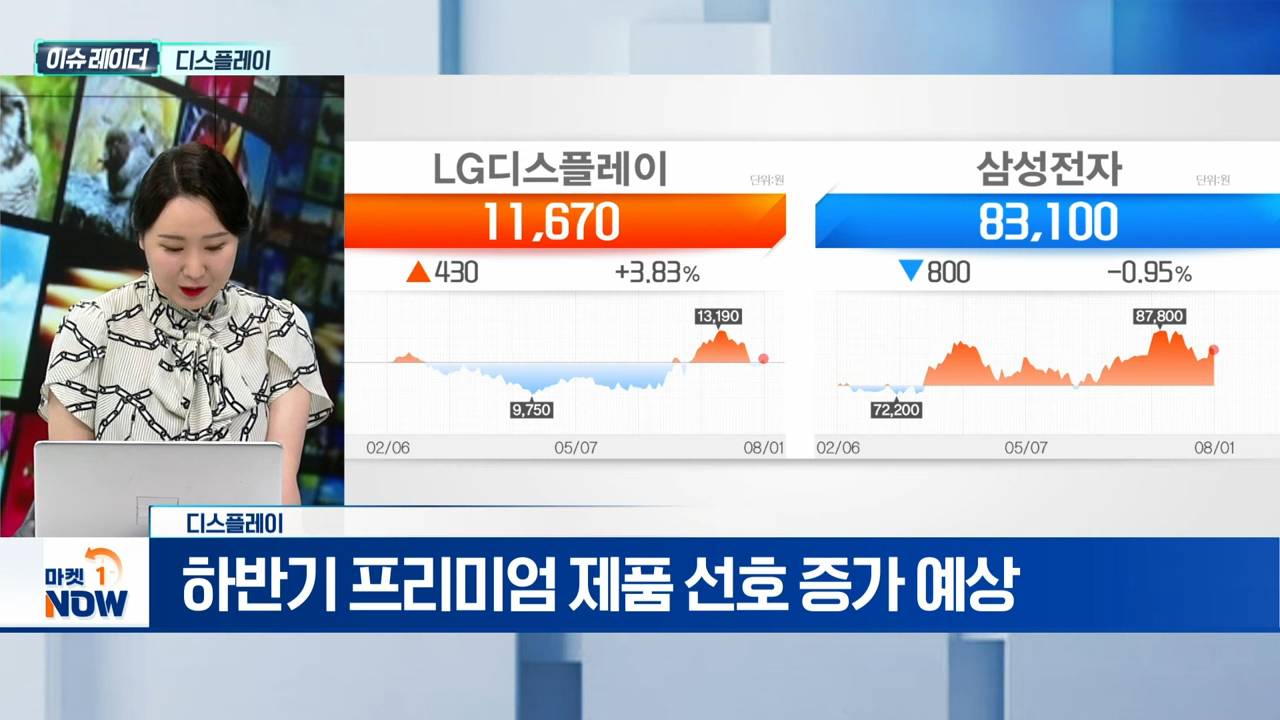 이슈 레이더 디스플레이
LG디스플레이
단위:원
11,670
▲430 +3.83%
13,190
9,750
02/06 05/07 08/01
삼성전자
단위:원
83,100
▼800 -0.95%
87,800
72,200
02/06 05/07 08/01
디스플레이
마켓 1
NOW
하반기 프리미엄 제품 선호 증가 예상